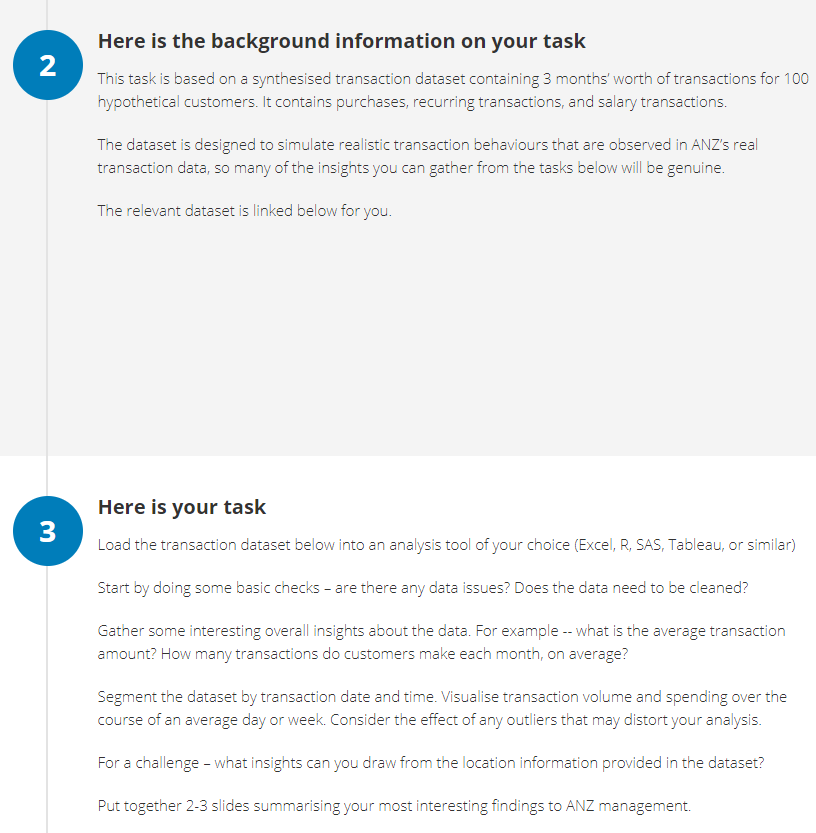 2
Here is the background information on your task
This task is based on a synthesised transaction dataset containing 3 months' worth of transactions for 100
hypothetical customers. It contains purchases, recurring transactions, and salary transactions.
The dataset is designed to simulate realistic transaction behaviours that are observed in ANZ's real
transaction data, so many of the insights you can gather from the tasks below will be genuine.
The relevant dataset is linked below for you.
3
Here is your task
Load the transaction dataset below into an analysis tool of your choice (Excel, R, SAS, Tableau, or similar)
Start by doing some basic checks – are there any data issues? Does the data need to be cleaned?
Gather some interesting overall insights about the data. For example -- what is the average transaction
amount? How many transactions do customers make each month, on average?
Segment the dataset by transaction date and time. Visualise transaction volume and spending over the
course of an average day or week. Consider the effect of any outliers that may distort your analysis.
For a challenge – what insights can you draw from the location information provided in the dataset?
Put together 2-3 slides summarising your most interesting findings to ANZ management.